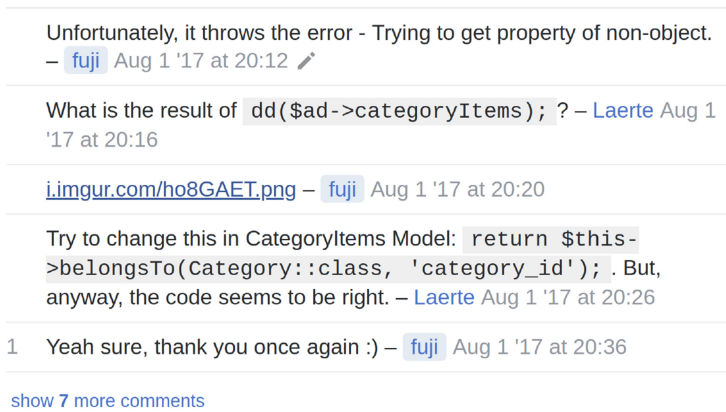 Unfortunately, it throws the error - Trying to get property of non-object.
– fuji Aug 1 '17 at 20:12
What is the result of dd($ad->categoryItems); ? – Laerte Aug 1
'17 at 20:16
i.imgur.com/ho8GAET.png – fuji Aug 1 '17 at 20:20
Try to change this in CategoryItems Model: return $this-
>belongsTo(Category::class, 'category_id'); . But,
anyway, the code seems to be right. – Laerte Aug 1 '17 at 20:26
1 Yeah sure, thank you once again :) – fuji Aug 1 '17 at 20:36
show 7 more comments